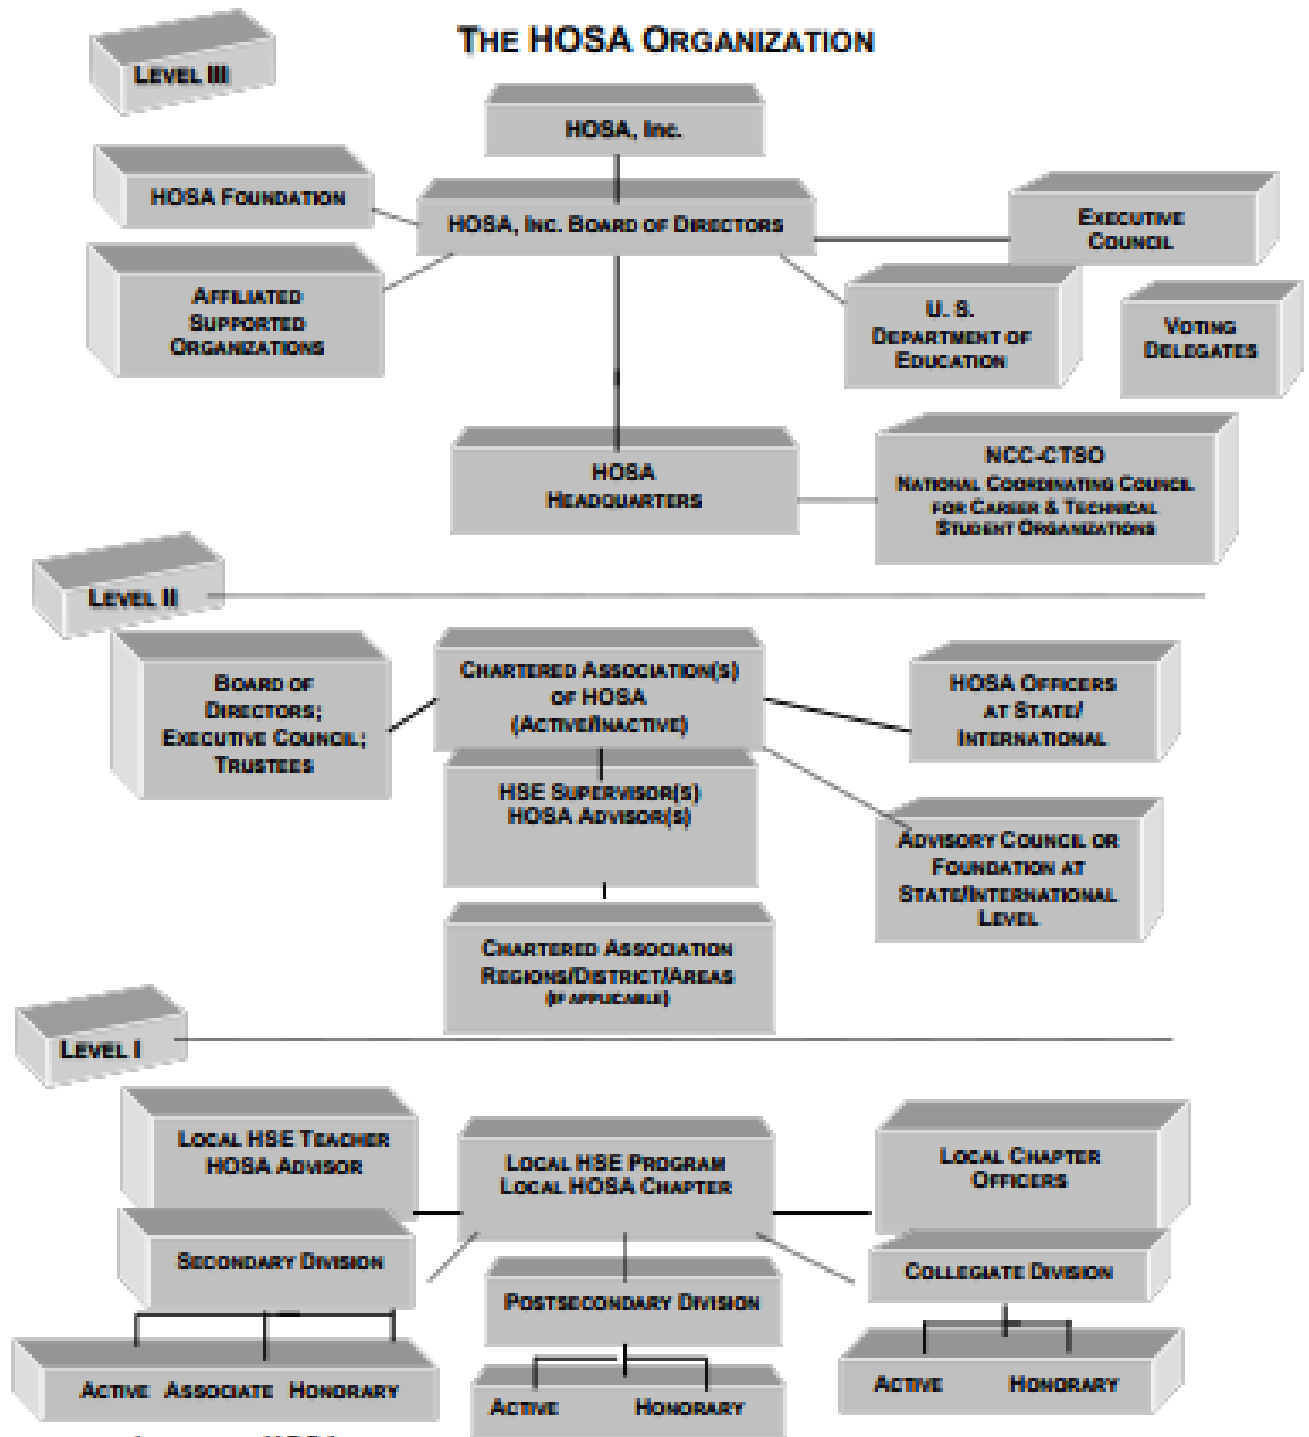 THE HOSA ORGANIZATION
LEVEL III
HOSA, INC.
HOSA FOUNDATION
HOSA, INC. BOARD OF DIRECTORS
EXECUTIVE
COUNCIL
AFFILIATED
SUPPORTED
ORGANIZATIONS
U. S.
DEPARTMENT OF
EDUCATION
VOTING
DELEGATES
HOSA
HEADQUARTERS
NCC-CTSO
NATIONAL COORDINATING COUNCIL
FOR CAREER & TECHNICAL
STUDENT ORGANIZATIONS
LEVEL II
BOARD OF
DIRECTORS;
EXECUTIVE COUNCIL;
TRUSTEES
CHARTERED ASSOCIATION(S)
OF HOSA
(ACTIVE/INACTIVE)
HOSA OFFICERS
AT STATE/
INTERNATIONAL
HSE SUPERVISOR(S)
HOSA ADVISOR(S)
ADVISORY COUNCIL OR
FOUNDATION AT
STATE/INTERNATIONAL
LEVEL
CHARTERED ASSOCIATION
REGIONS/DISTRICT/AREAS
(IF APPLICABLE)
LEVEL I
LOCAL HSE TEACHER
HOSA ADVISOR
LOCAL HSE PROGRAM
LOCAL HOSA CHAPTER
LOCAL CHAPTER
OFFICERS
SECONDARY DIVISION
POSTSECONDARY DIVISION
COLLEGIATE DIVISION
ACTIVE ASSOCIATE HONORARY
ACTIVE HONORARY
ACTIVE HONORARY